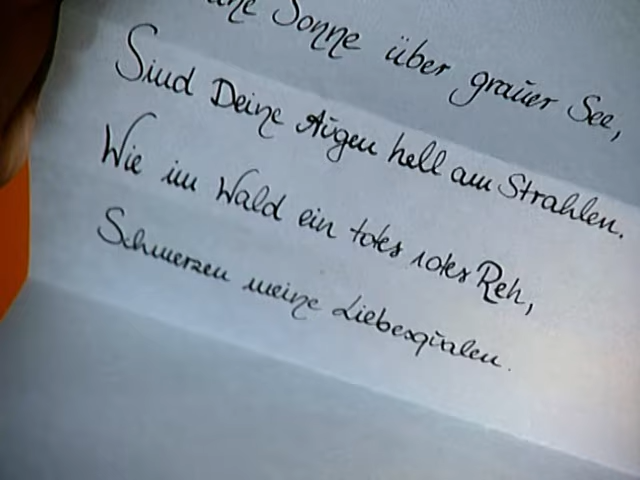 Sonne über grauer See,
Sind Deine Augen hell am Strahlen.
Wie im Wald ein totes rotes Reh,
Schmerzen meine Liebesqualen.